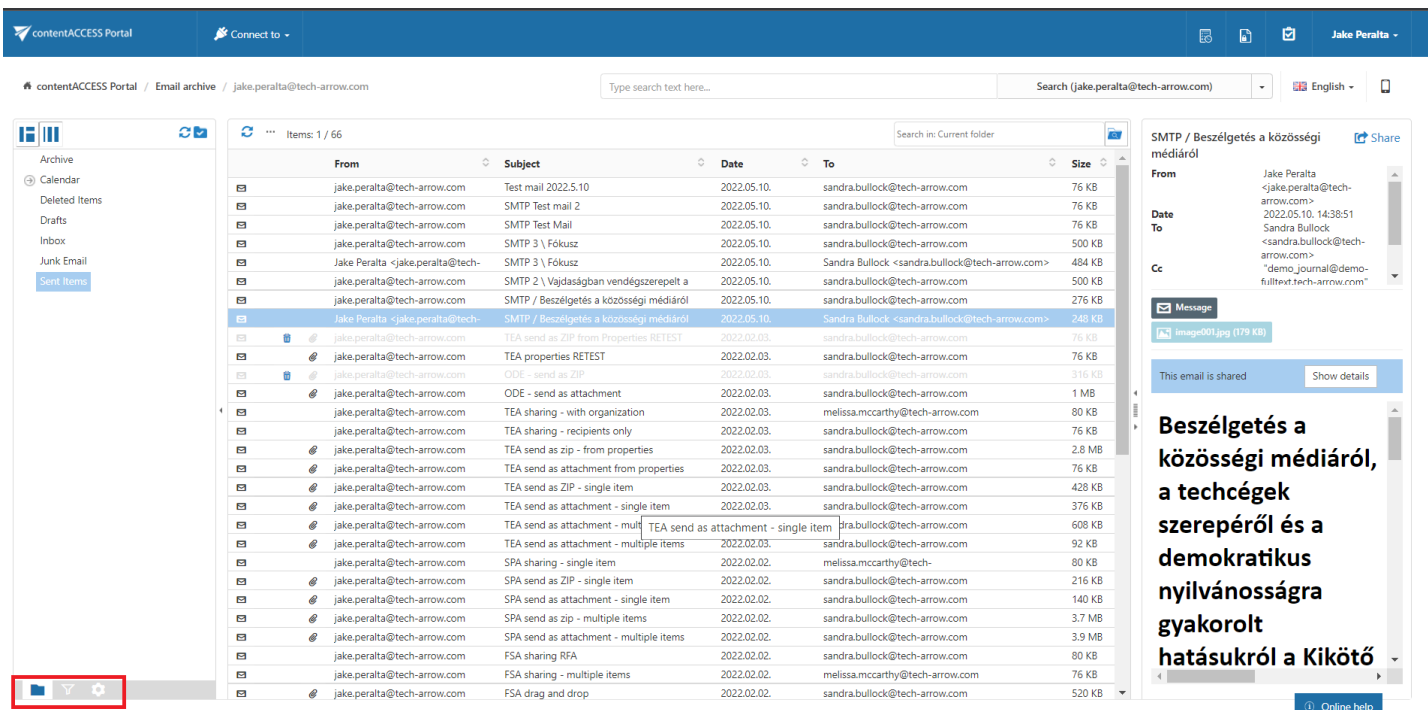 contentACCESS Portal
Connect to
Jake Peralta
contentACCESS Portal / Email archive / jake.peralta@tech-arrow.com
Type search text here...
Search (jake.peralta@tech-arrow.com)
English
Archive
Calendar
Deleted Items
Drafts
Inbox
Junk Email
Sent Items
Items: 1 / 66
Search in: Current folder
From Subject Date To Size
jake.peralta@tech-arrow.com Test mail 2022.5.10 2022.05.10. sandra.bullock@tech-arrow.com 76 KB
jake.peralta@tech-arrow.com SMTP Test mail 2 2022.05.10. sandra.bullock@tech-arrow.com 76 KB
jake.peralta@tech-arrow.com SMTP Test Mail 2022.05.10. sandra.bullock@tech-arrow.com 76 KB
jake.peralta@tech-arrow.com SMTP 3 \ Fókusz 2022.05.10. sandra.bullock@tech-arrow.com 500 KB
Jake Peralta <jake.peralta@tech- SMTP 3 \ Fókusz 2022.05.10. Sandra Bullock <sandra.bullock@tech-arrow.com> 484 KB
jake.peralta@tech-arrow.com SMTP 2 \ Vajdaságban vendégszerepelt a 2022.05.10. sandra.bullock@tech-arrow.com 500 KB
jake.peralta@tech-arrow.com SMTP / Beszélgetés a közösségi médiáról 2022.05.10. sandra.bullock@tech-arrow.com 276 KB
Jake Peralta <jake.peralta@tech- SMTP / Beszélgetés a közösségi médiáról 2022.05.10. Sandra Bullock <sandra.bullock@tech-arrow.com> 248 KB
jake.peralta@tech-arrow.com TEA send as ZIP from Properties RETEST 2022.02.03. sandra.bullock@tech-arrow.com 76 KB
jake.peralta@tech-arrow.com TEA properties RETEST 2022.02.03. sandra.bullock@tech-arrow.com 76 KB
jake.peralta@tech-arrow.com ODE - send as ZIP 2022.02.03. sandra.bullock@tech-arrow.com 316 KB
jake.peralta@tech-arrow.com ODE - send as attachment 2022.02.03. sandra.bullock@tech-arrow.com 1 MB
jake.peralta@tech-arrow.com TEA sharing - with organization 2022.02.03. melissa.mccarthy@tech-arrow.com 80 KB
jake.peralta@tech-arrow.com TEA sharing - recipients only 2022.02.03. sandra.bullock@tech-arrow.com 76 KB
jake.peralta@tech-arrow.com TEA send as zip - from properties 2022.02.03. sandra.bullock@tech-arrow.com 2.8 MB
jake.peralta@tech-arrow.com TEA send as attachment from properties 2022.02.03. sandra.bullock@tech-arrow.com 76 KB
jake.peralta@tech-arrow.com TEA send as ZIP - single item 2022.02.03. sandra.bullock@tech-arrow.com 428 KB
jake.peralta@tech-arrow.com TEA send as attachment - single item 2022.02.03. sandra.bullock@tech-arrow.com 376 KB
jake.peralta@tech-arrow.com TEA send as attachment - mult TEA send as attachment - single item dra.bullock@tech-arrow.com 608 KB
jake.peralta@tech-arrow.com TEA send as attachment - multiple items 2022.02.03. sandra.bullock@tech-arrow.com 92 KB
jake.peralta@tech-arrow.com SPA sharing - single item 2022.02.02. melissa.mccarthy@tech- 80 KB
jake.peralta@tech-arrow.com SPA send as ZIP - single item 2022.02.02. sandra.bullock@tech-arrow.com 216 KB
jake.peralta@tech-arrow.com SPA send as attachment - single item 2022.02.02. sandra.bullock@tech-arrow.com 140 KB
jake.peralta@tech-arrow.com SPA send as zip - multiple items 2022.02.02. sandra.bullock@tech-arrow.com 3.7 MB
jake.peralta@tech-arrow.com SPA send as attachment - multiple items 2022.02.02. sandra.bullock@tech-arrow.com 3.9 MB
jake.peralta@tech-arrow.com FSA sharing RFA 2022.02.02. sandra.bullock@tech-arrow.com 80 KB
jake.peralta@tech-arrow.com FSA sharing - multiple items 2022.02.02. melissa.mccarthy@tech-arrow.com 76 KB
jake.peralta@tech-arrow.com FSA drag and drop 2022.02.02. sandra.bullock@tech-arrow.com 520 KB
SMTP / Beszélgetés a közösségi
médiáról
Share
From Jake Peralta
<jake.peralta@tech-
arrow.com>
Date 2022.05.10. 14:38:51
To Sandra Bullock
<sandra.bullock@tech-
arrow.com>
Cc "demo_journal@demo-
fulltext.tech-arrow.com"
Message
image001.jpg (179 KB)
This email is shared
Show details
Beszélgetés a
közösségi médiáról,
a techcégek
szerepéről és a
demokratikus
nyilvánosságra
gyakorolt
hatásukról a Kikötő
Online help